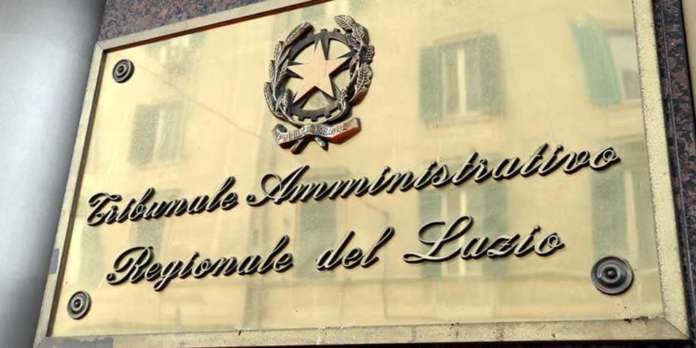 Tribunale Amministrativo
Regionale del Lazio